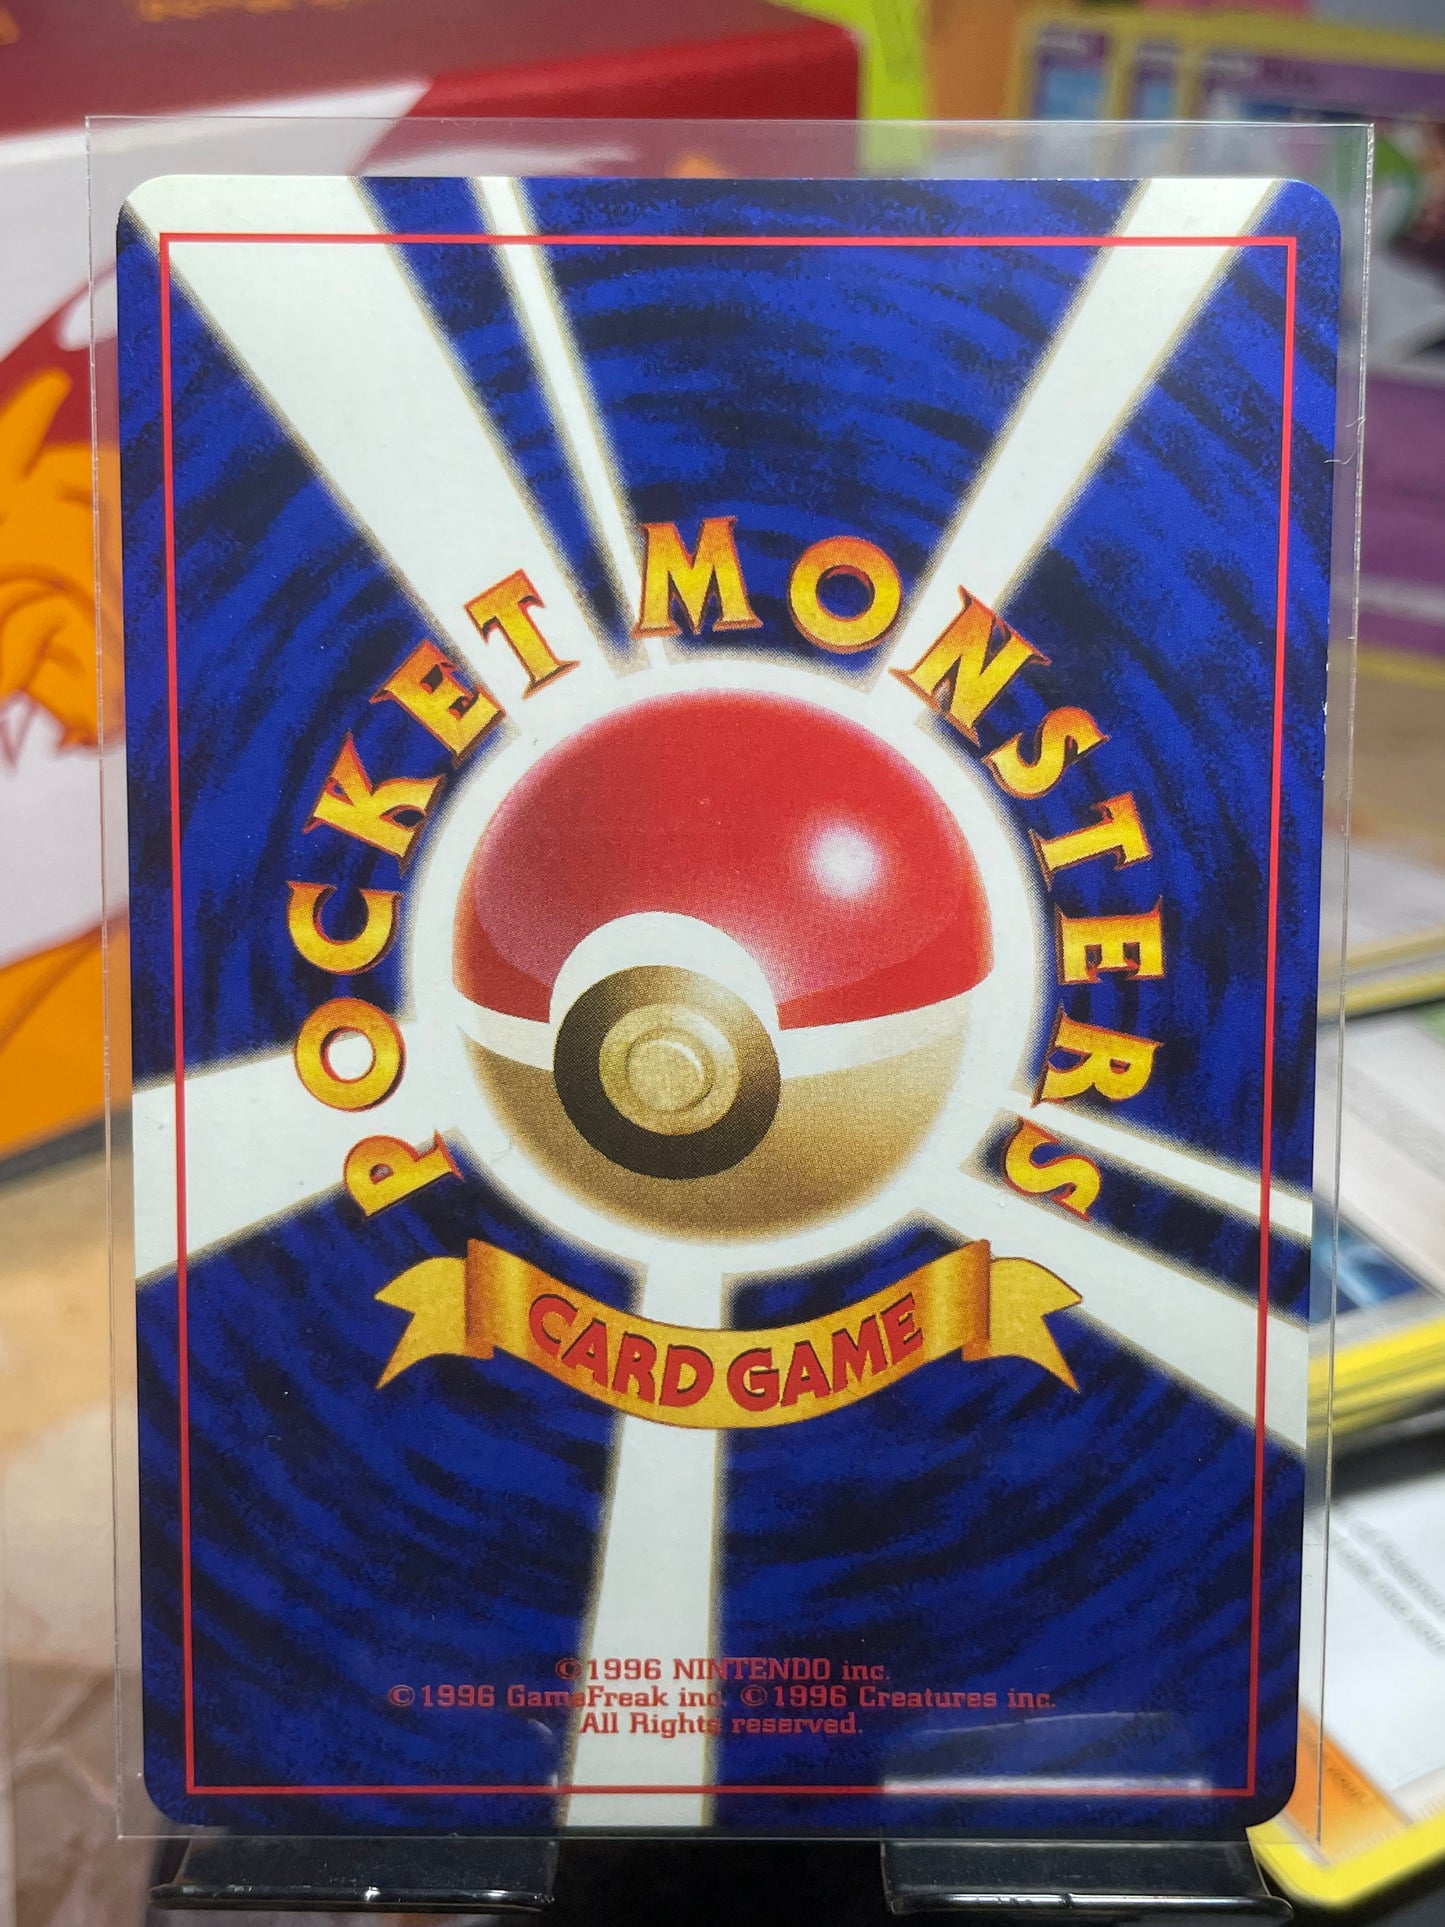 POCKET MONSTERS
CARD GAME
©1996 NINTENDO inc.
©1996 GameFreak inc. ©1996 Creatures inc.
All Rights reserved.